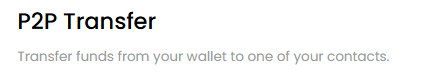 P2P Transfer
Transfer funds from your wallet to one of your contacts.